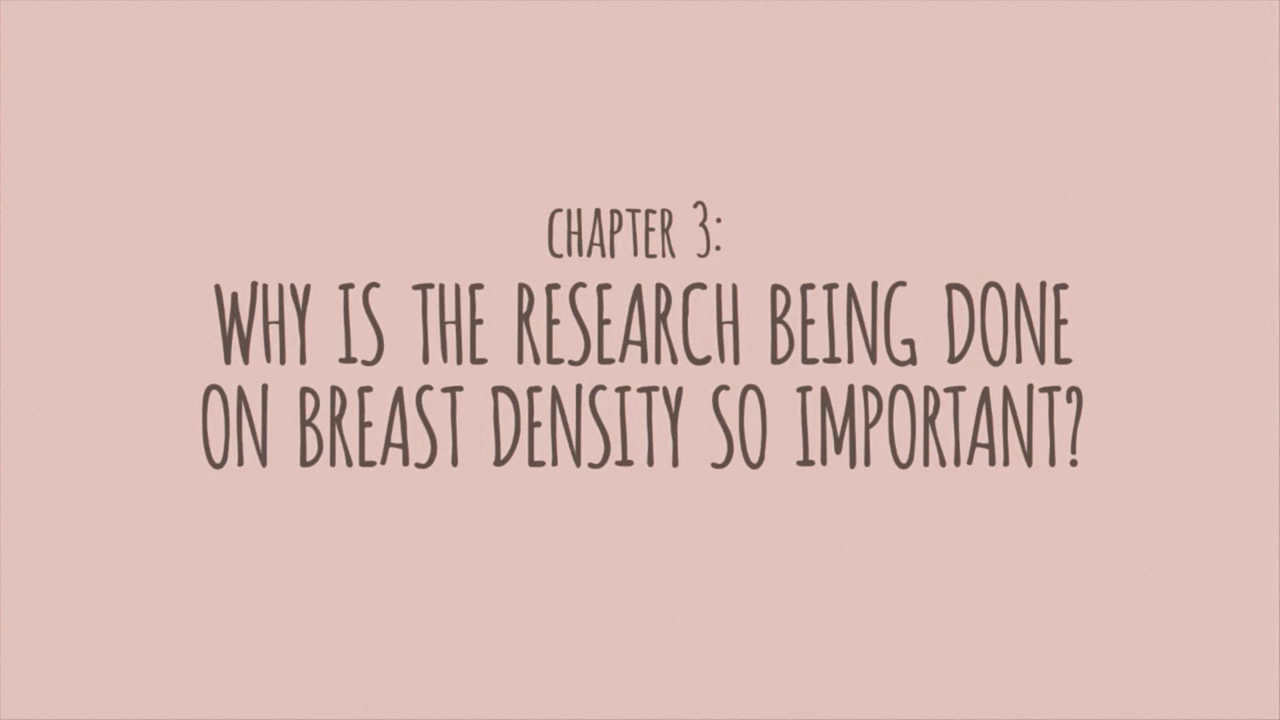 CHAPTER 3:
WHY IS THE RESEARCH BEING DONE
ON BREAST DENSITY SO IMPORTANT?